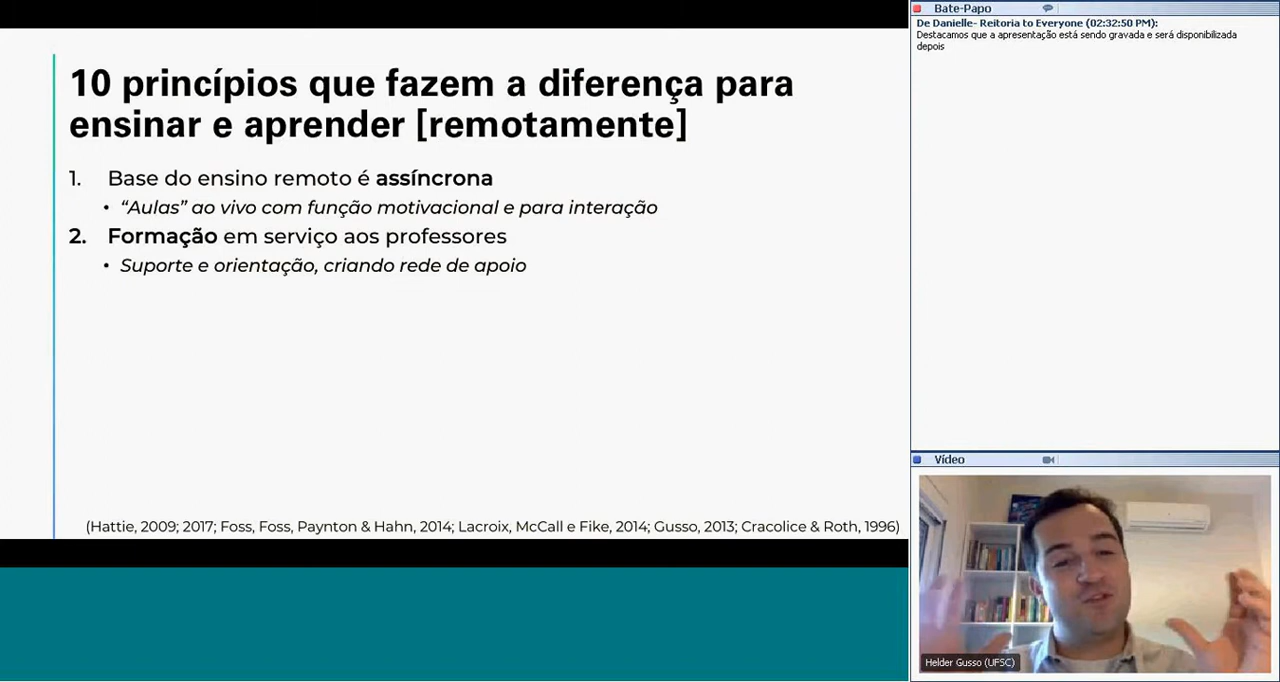 10 princípios que fazem a diferença para
ensinar e aprender [remotamente]
1. Base do ensino remoto é assíncrona
• “Aulas” ao vivo com função motivacional e para interação
2. Formação em serviço aos professores
• Suporte e orientação, criando rede de apoio
(Hattie, 2009; 2017; Foss, Foss, Paynton & Hahn, 2014; Lacroix, McCall e Fike, 2014; Gusso, 2013; Cracolice & Roth, 1996)
Bate-Papo
De Danielle- Reitoria to Everyone (02:32:50 PM):
Destacamos que a apresentação está sendo gravada e será disponibilizada
depois
Vídeo
Helder Gusso (UFSC)